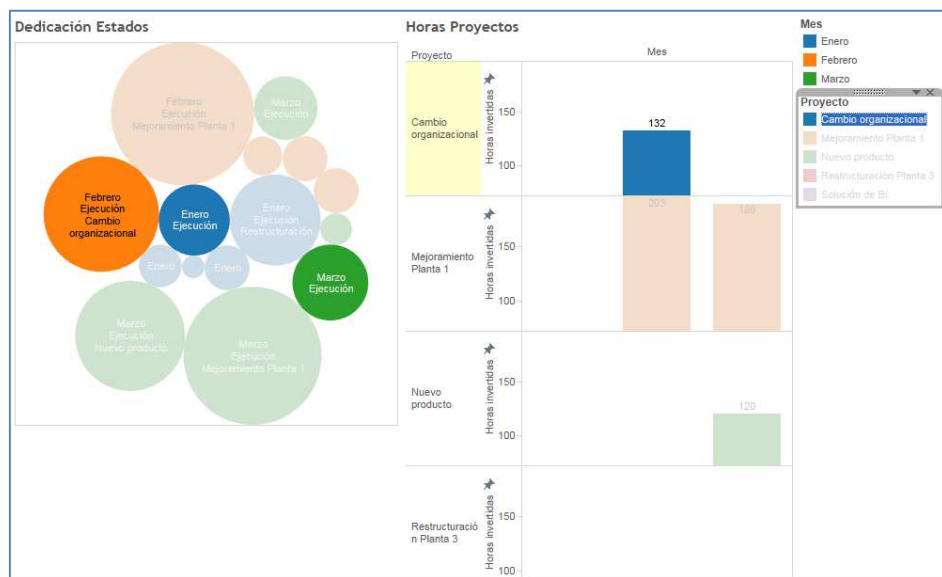 Dedicación Estados
Febrero
Ejecución
Mejoramiento Planta 1
Marzo
Ejecución
Febrero
Ejecución
Cambio
organizacional
Enero
Ejecución
Enero
Ejecución
Restructuración
Enero
Enero
Marzo
Ejecución
Marzo
Ejecución
Nuevo producto
Marzo
Ejecución
Mejoramiento Planta 1
Horas Proyectos
Proyecto
Mes
Cambio
organizacional
Horas invertidas
150
100
132
Mejoramiento
Planta 1
Horas invertidas
150
100
203
Nuevo
producto
Horas invertidas
150
100
120
Restructuració
n Planta 3
Horas invertidas
150
100
Mes
Enero
Febrero
Marzo
Proyecto
Cambio organizacional
Mejoramiento Planta 1
Nuevo producto
Restructuración Planta 3
Solución de BI